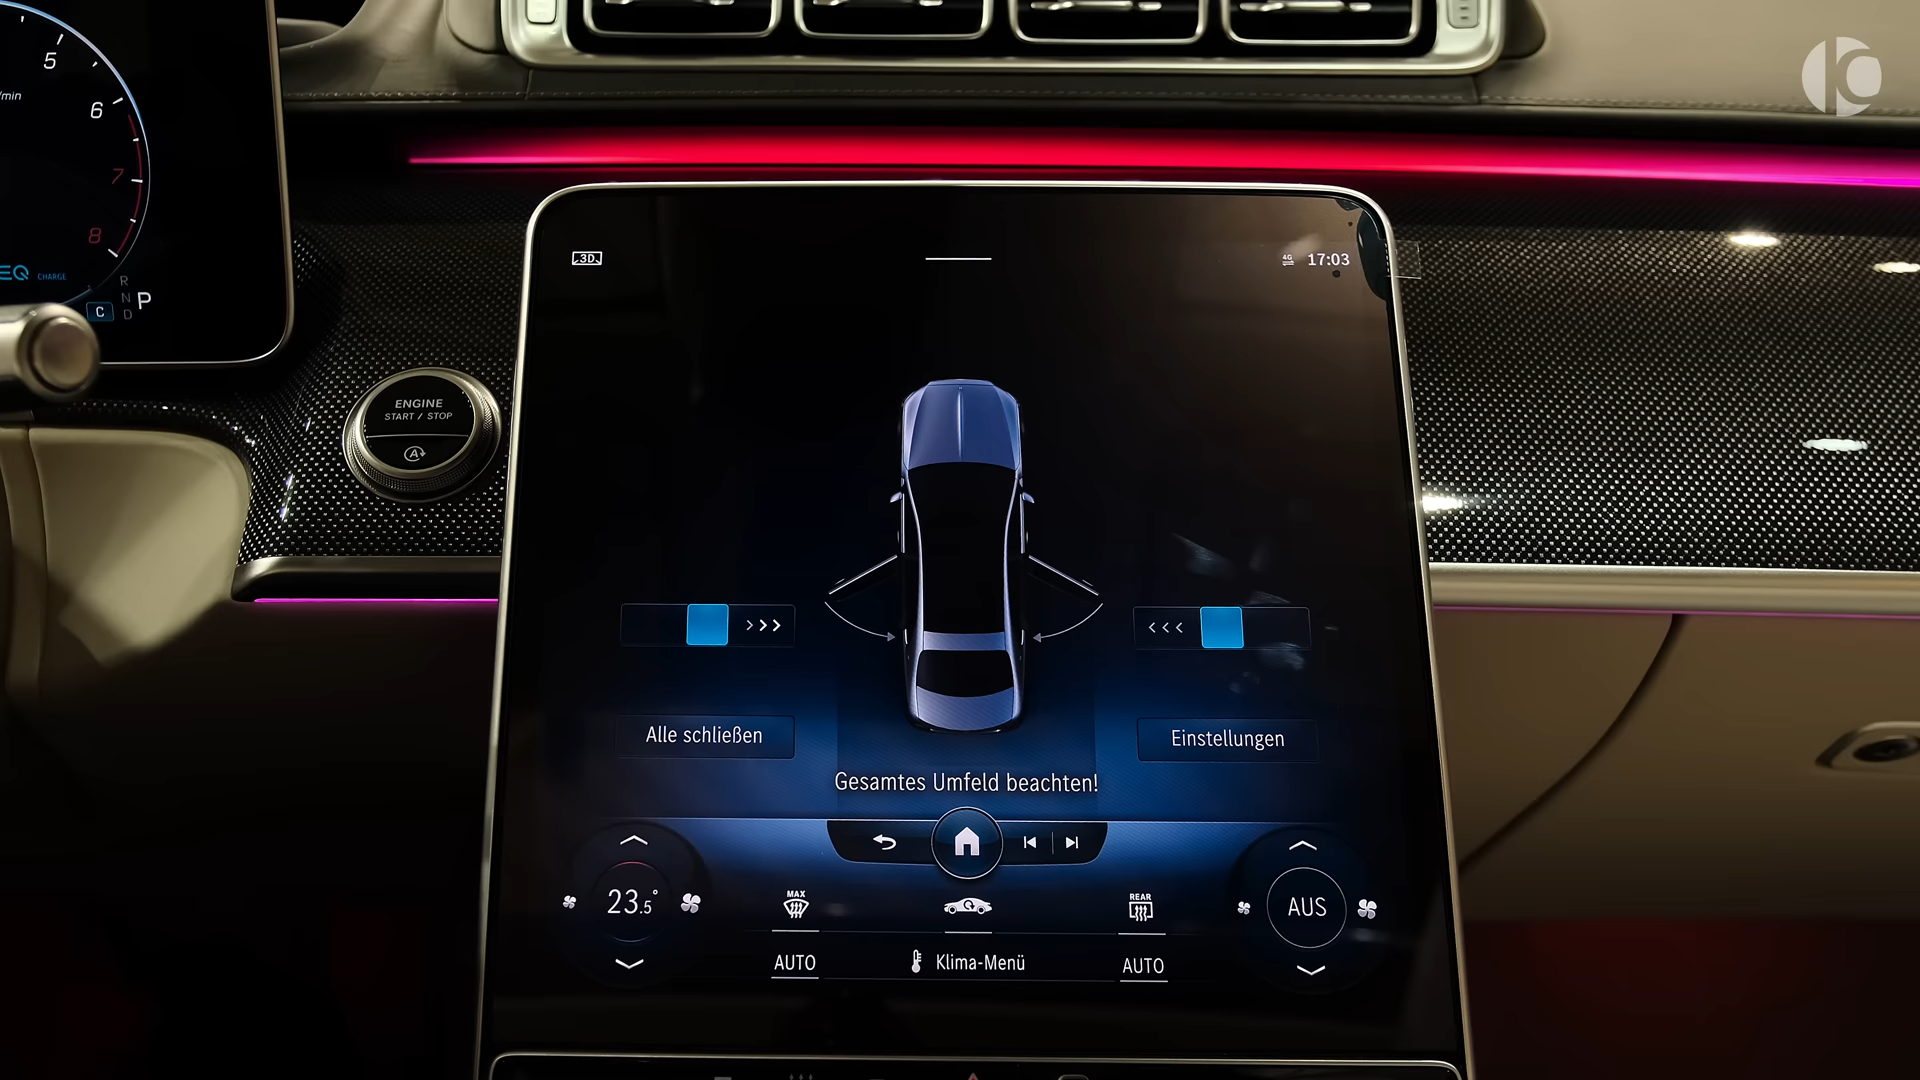 5
6
/min
7
8
EQ CHARGE
R
N P
C D
ENGINE
START / STOP
A
3D
4G 17:03
>>>
<<<
Alle schließen
Einstellungen
Gesamtes Umfeld beachten!
23.5°
MAX
REAR
AUS
AUTO
Klima-Menü
AUTO